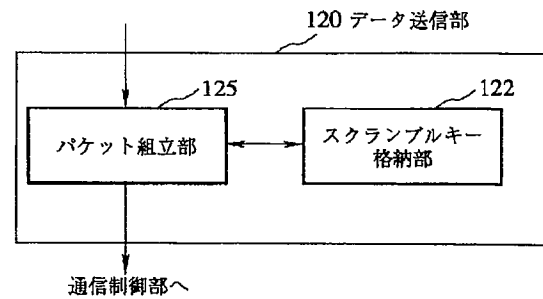 120 データ送信部
125
122
パケット組立部
スクランブルキー
格納部
通信制御部へ